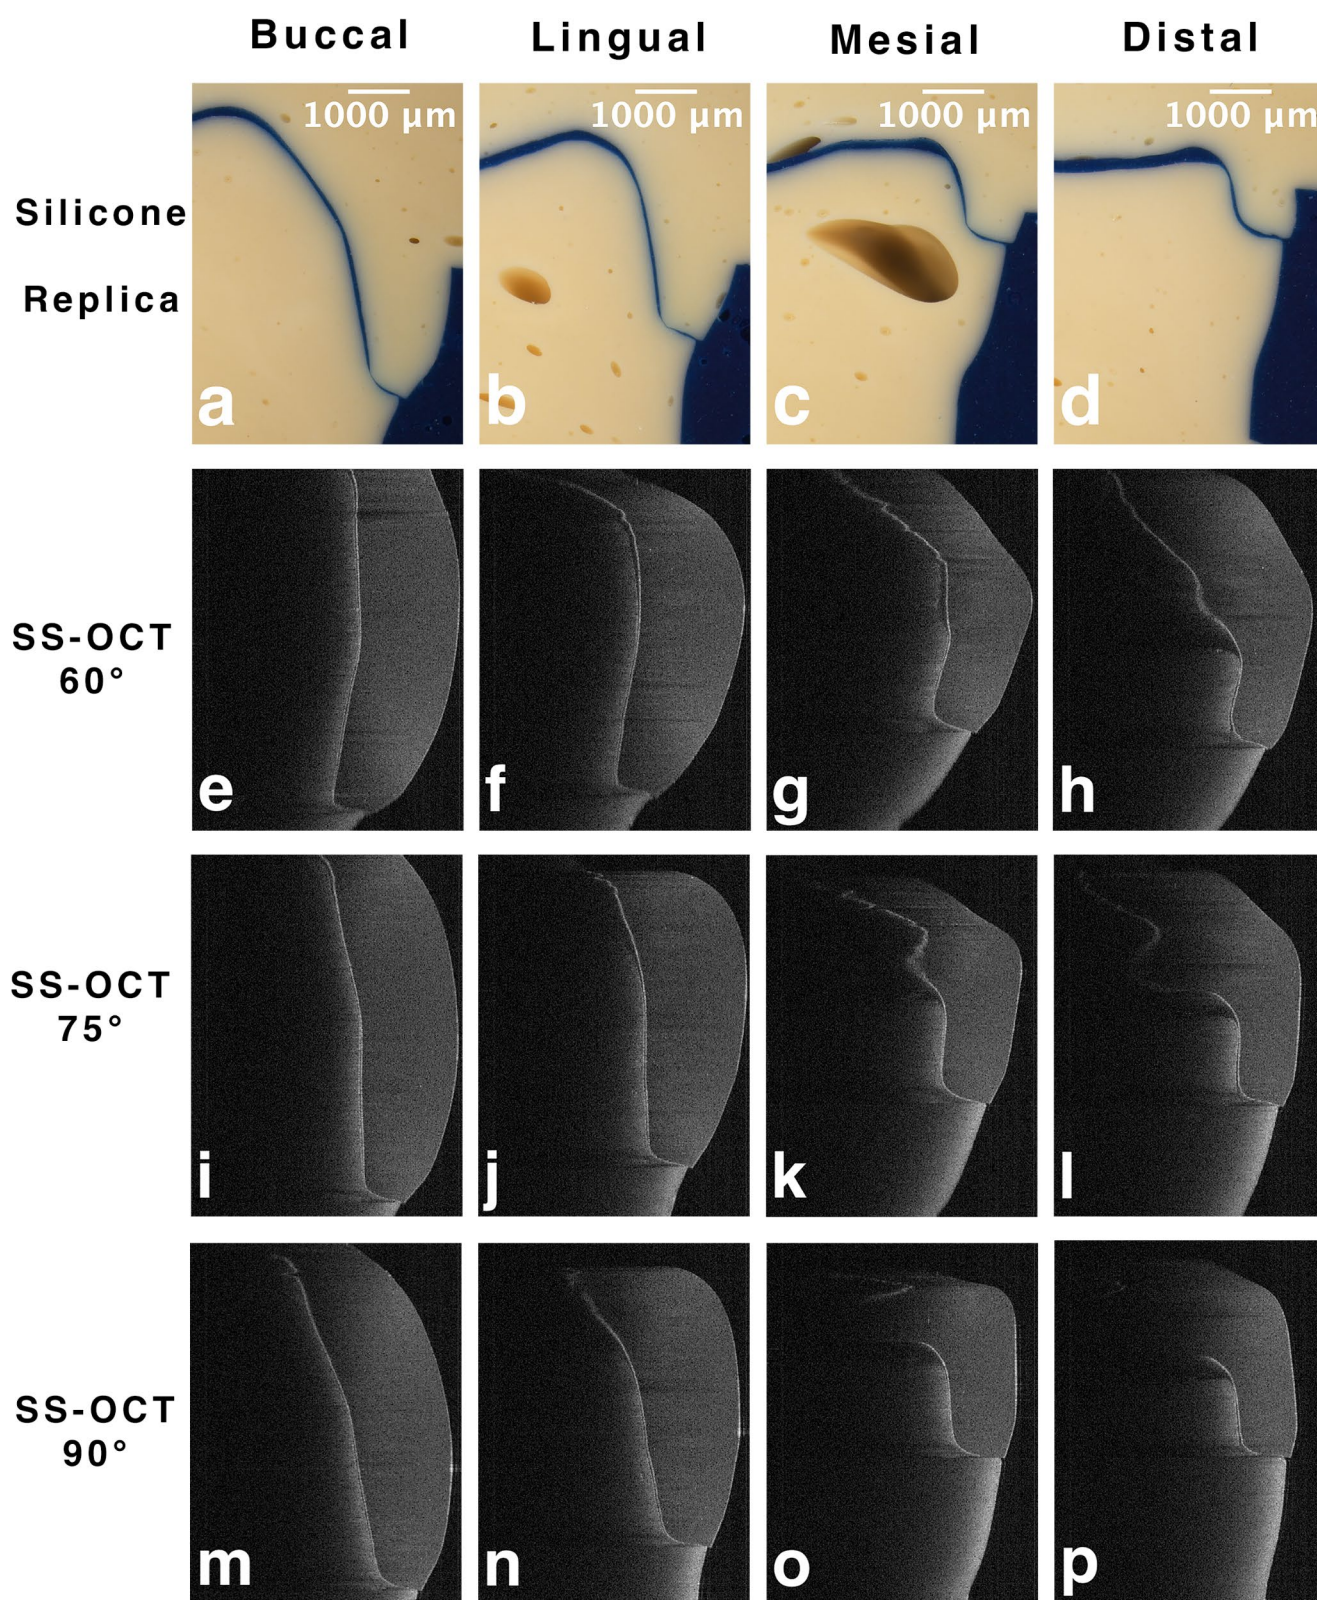 Buccal Lingual Mesial Distal
1000 µm 1000 µm 1000 µm 1000 µm
Silicone
Replica
a b c d
SS-OCT
60°
e f g h
SS-OCT
75°
i j k l
SS-OCT
90°
m n o p